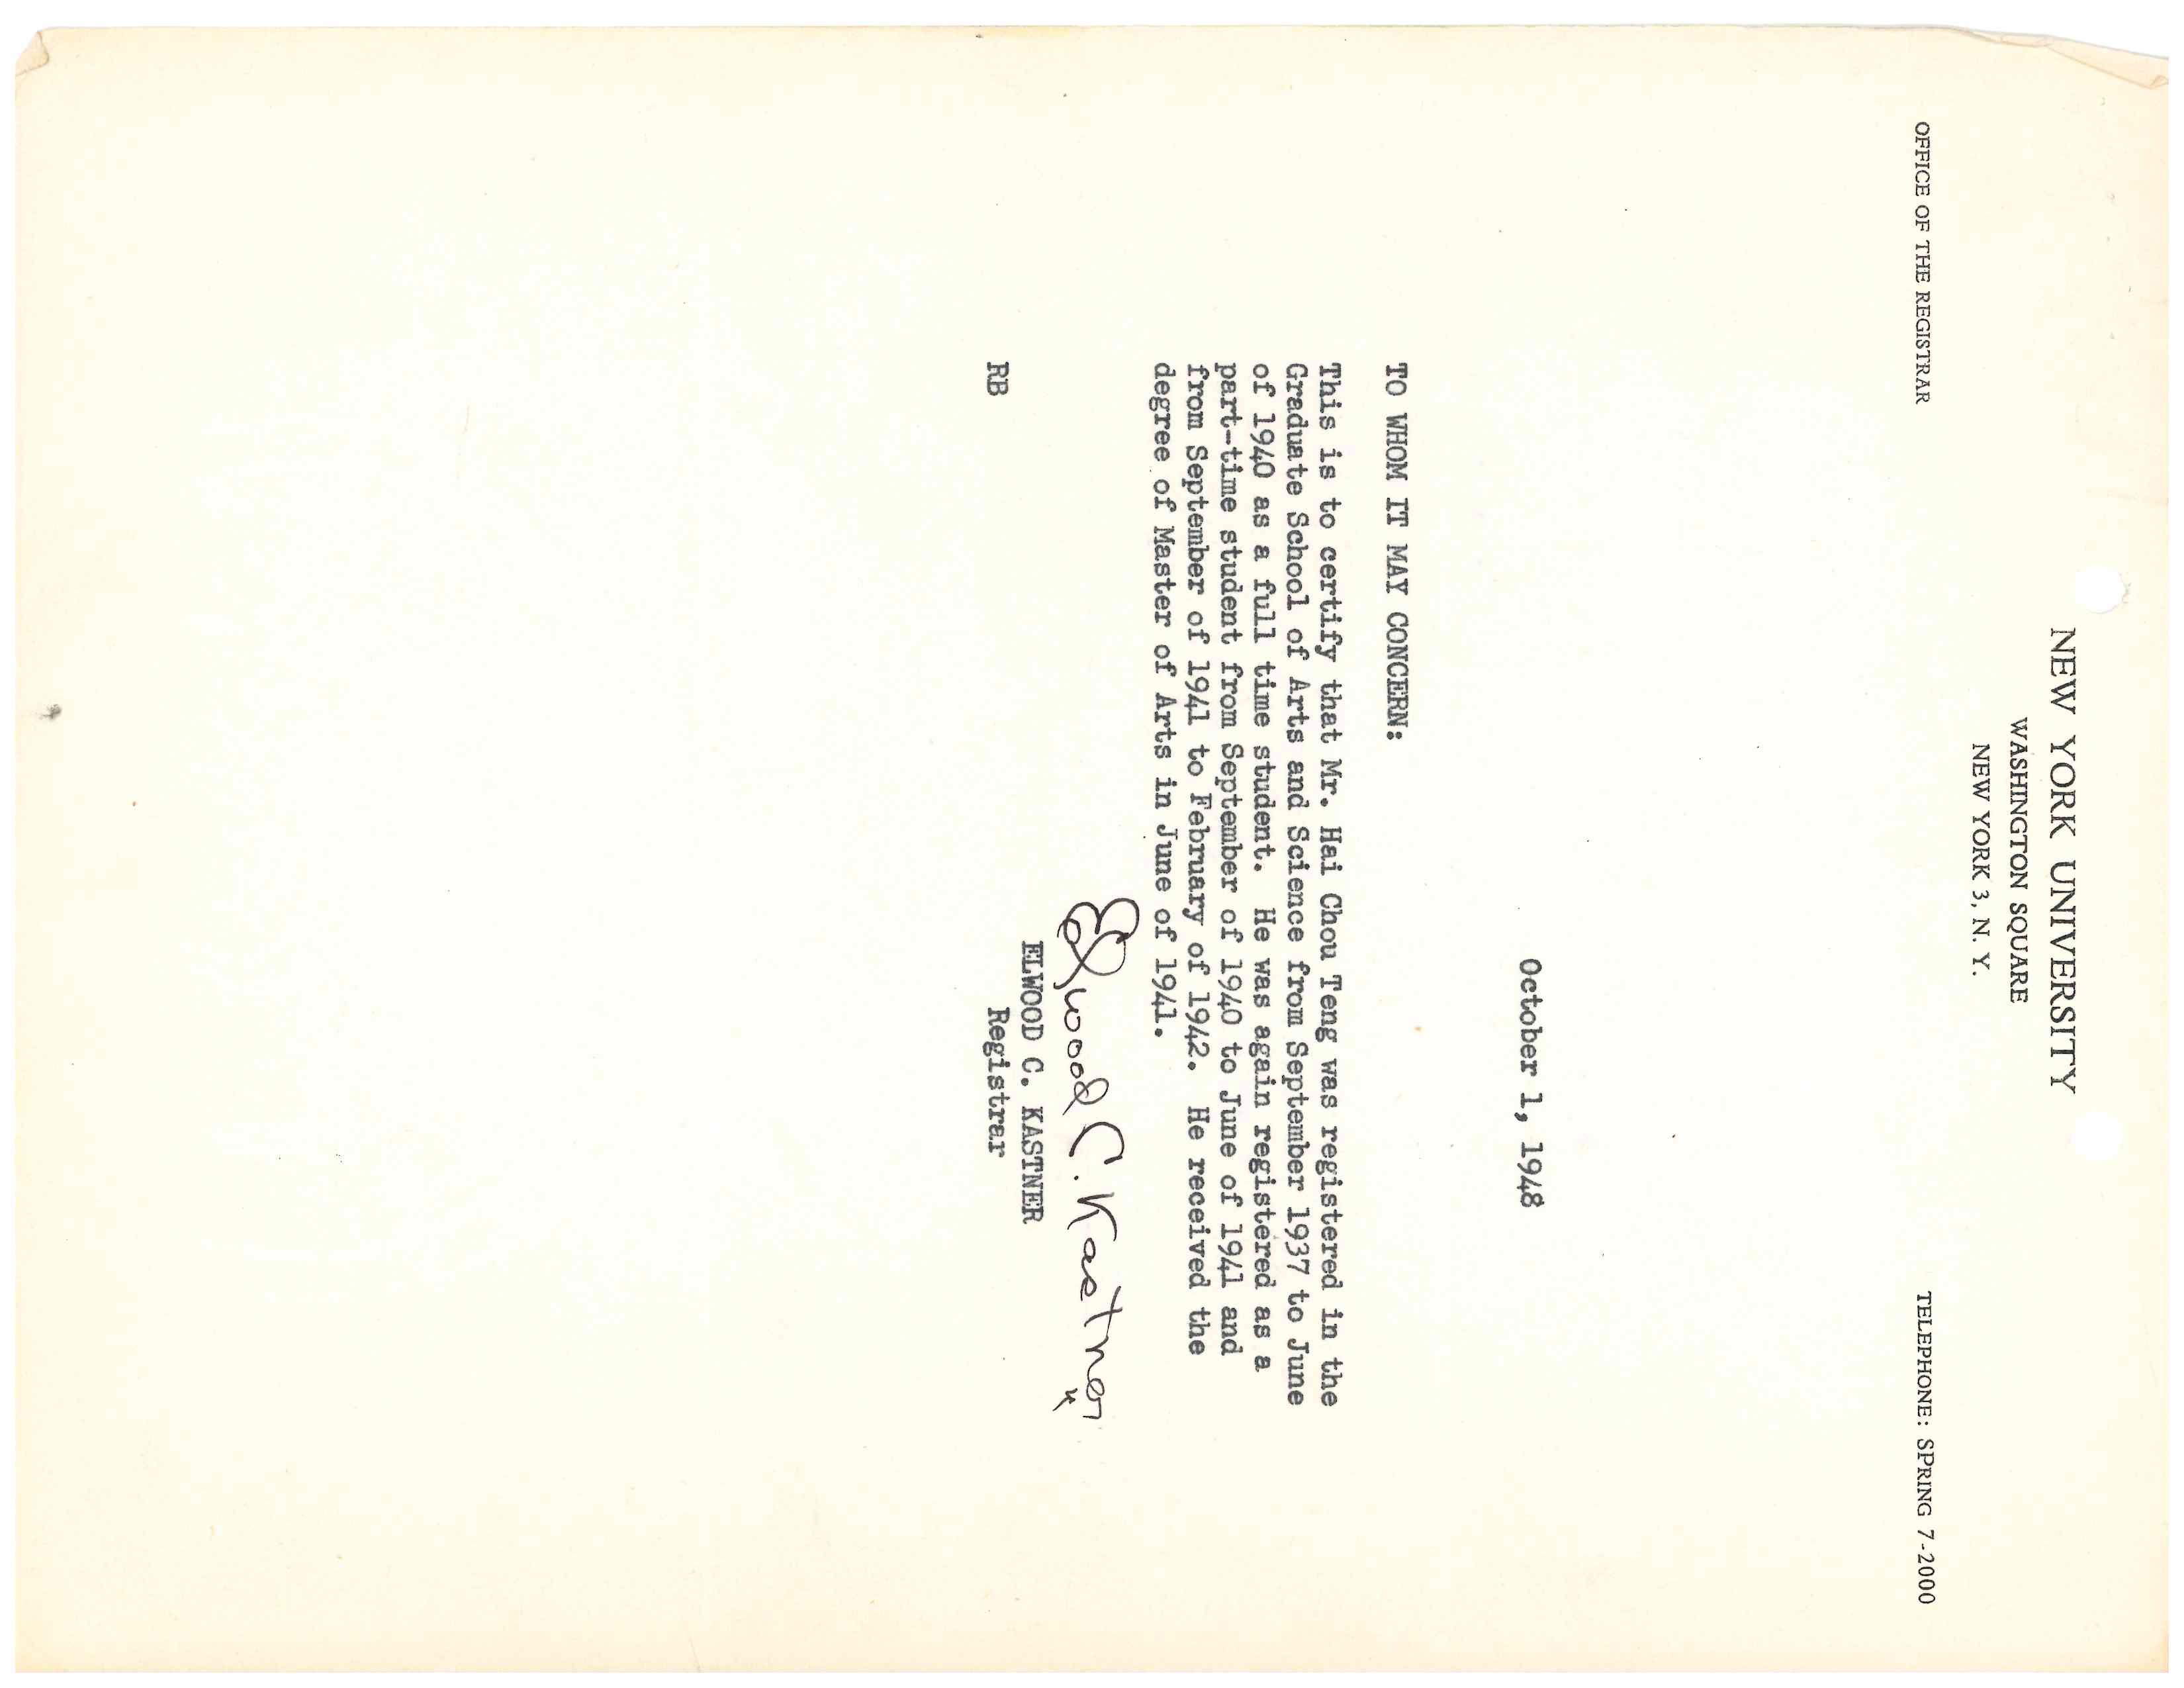 NEW YORK UNIVERSITY
WASHINGTON SQUARE
NEW YORK 3, N. Y.
OFFICE OF THE REGISTRAR
TELEPHONE: SPRING 7-2000
October 1, 1948
TO WHOM IT MAY CONCERN:
This is to certify that Mr. Hai Chou Teng was registered in the
Graduate School of Arts and Science from September 1937 to June
of 1940 as a full time student. He was again registered as a
part-time student from September of 1940 to June of 1941 and
from September of 1941 to February of 1942. He received the
degree of Master of Arts in June of 1941.
Elwood C. Kastner
ELWOOD C. KASTNER
RB
Registrar